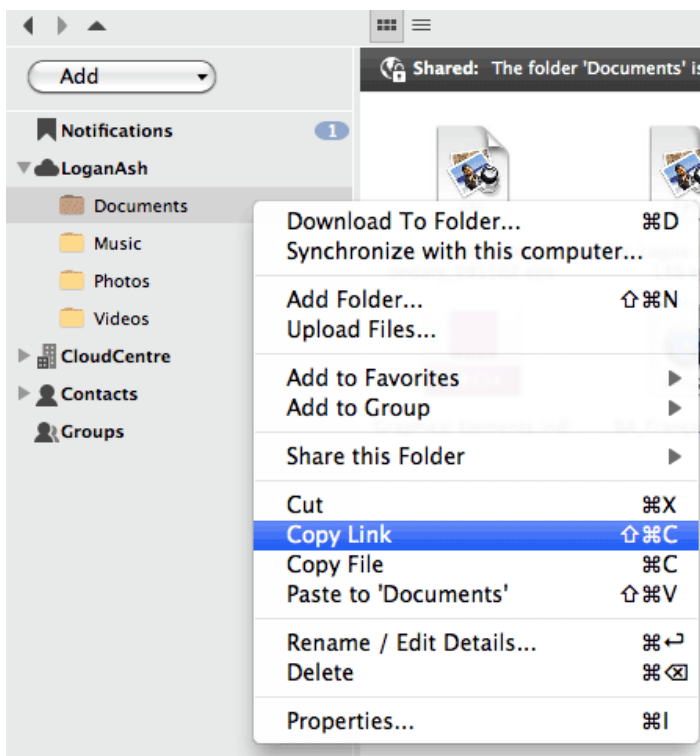 Add
Shared: The folder 'Documents' is
Notifications 1
LoganAsh
Documents
Music
Photos
Videos
CloudCentre
Contacts
Groups
Download To Folder... ⌘D
Synchronize with this computer...
Add Folder... ⇧⌘N
Upload Files...
Add to Favorites
Add to Group
Share this Folder
Cut ⌘X
Copy Link ⇧⌘C
Copy File ⌘C
Paste to 'Documents' ⇧⌘V
Rename / Edit Details... ⌘↩
Delete ⌘⌫
Properties... ⌘I